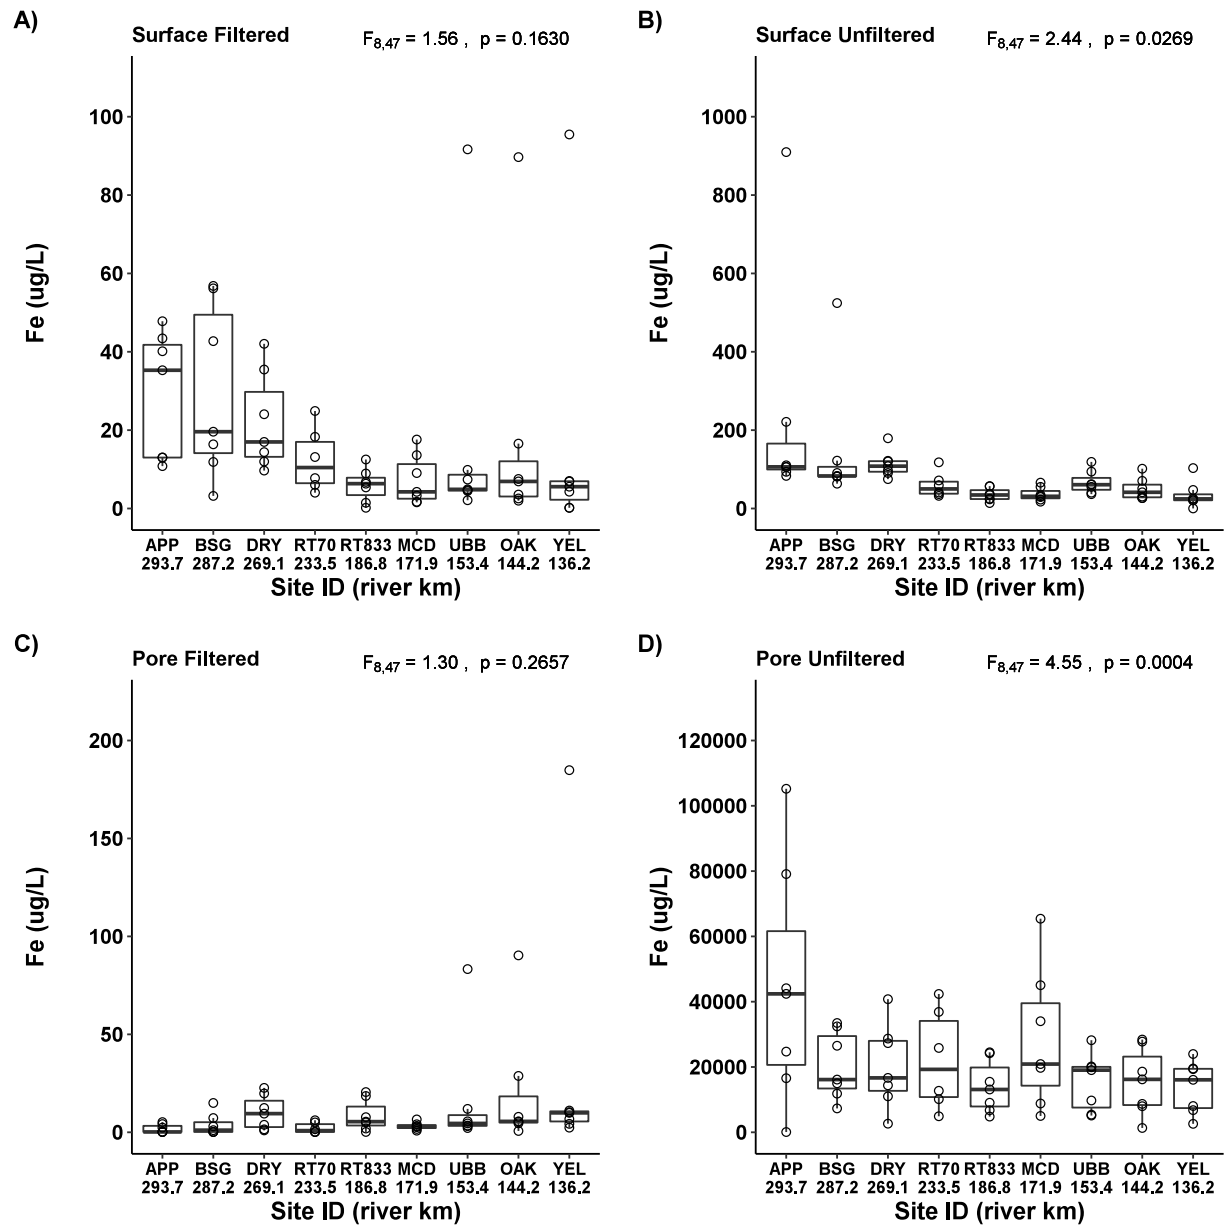 A)
Surface Filtered
F8,47 = 1.56 , p = 0.1630
Fe (ug/L)
100
80
60
40
20
0
APP BSG DRY RT70 RT833 MCD UBB OAK YEL
293.7 287.2 269.1 233.5 186.8 171.9 153.4 144.2 136.2
Site ID (river km)
B)
Surface Unfiltered
F8,47 = 2.44 , p = 0.0269
Fe (ug/L)
1000
800
600
400
200
0
APP BSG DRY RT70 RT833 MCD UBB OAK YEL
293.7 287.2 269.1 233.5 186.8 171.9 153.4 144.2 136.2
Site ID (river km)
C)
Pore Filtered
F8,47 = 1.30 , p = 0.2657
Fe (ug/L)
200
150
100
50
0
APP BSG DRY RT70 RT833 MCD UBB OAK YEL
293.7 287.2 269.1 233.5 186.8 171.9 153.4 144.2 136.2
Site ID (river km)
D)
Pore Unfiltered
F8,47 = 4.55 , p = 0.0004
Fe (ug/L)
120000
100000
80000
60000
40000
20000
0
APP BSG DRY RT70 RT833 MCD UBB OAK YEL
293.7 287.2 269.1 233.5 186.8 171.9 153.4 144.2 136.2
Site ID (river km)